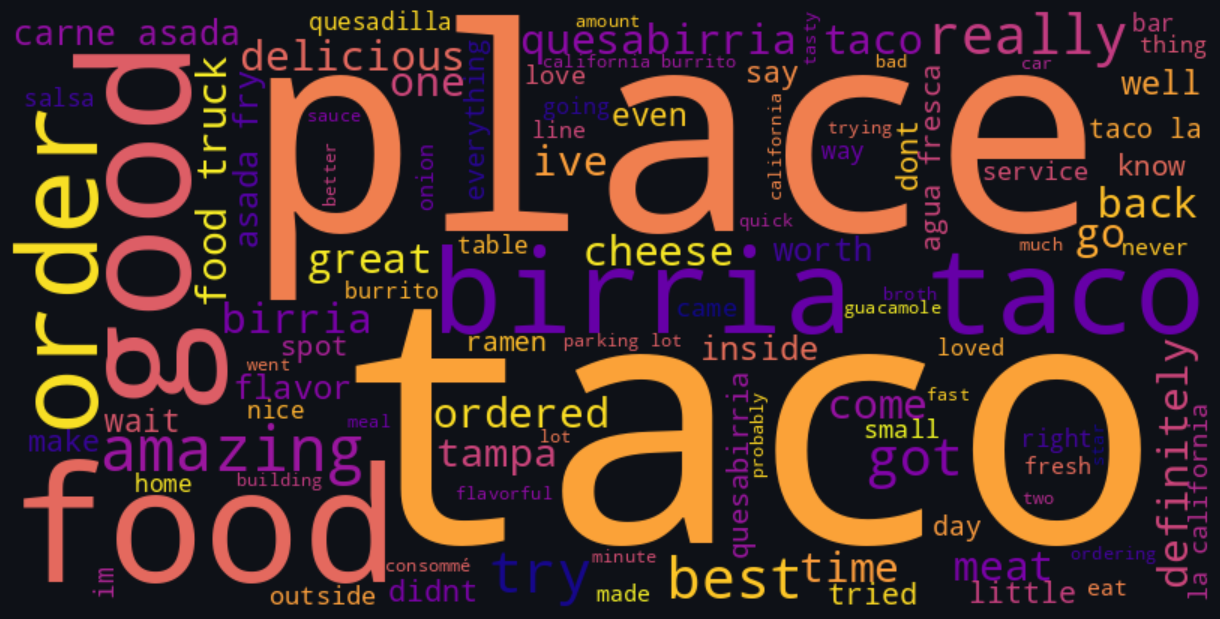 carne asada
quesadilla
amount
quesabirria taco
tasty
really
bar
thing
delicious
one
california burrito
love
say
bad
car
well
salsa
order
good
food truck
asada fry
sauce
better
onion
everything
place
going
even
line
ive
california
trying
way
dont
agua fresca
service
taco la
know
back
quick
much
go
never
great
table
cheese
worth
burrito
birria taco
came
broth
guacamole
birria
spot
went
flavor
nice
meal
ramen
parking lot
inside
loved
wait
make
amazing
home
building
food
taco
ordered
lot
tampa
flavorful
quesabirria
probably
come
fast
small
got
right
star
fresh
two
definitely
la california
day
im
outside
consommé
didnt
try
minute
made
best
time
tried
meat
little
ordering
eat